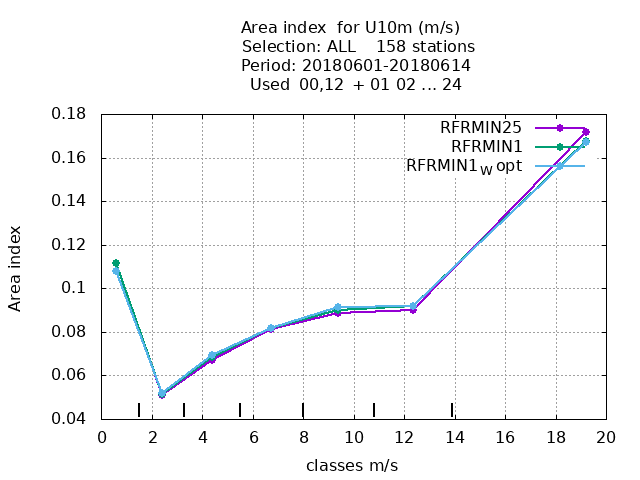 Area index  for U10m (m/s)
Selection: ALL    158 stations
Period: 20180601-20180614
Used  00,12  + 01 02 ... 24
0.18
RFRMIN25
RFRMIN1
0.16
RFRMIN1W opt
0.14
0.12
Area index
0.1
0.08
0.06
0.04
0 2 4 6 8 10 12 14 16 18 20
classes m/s